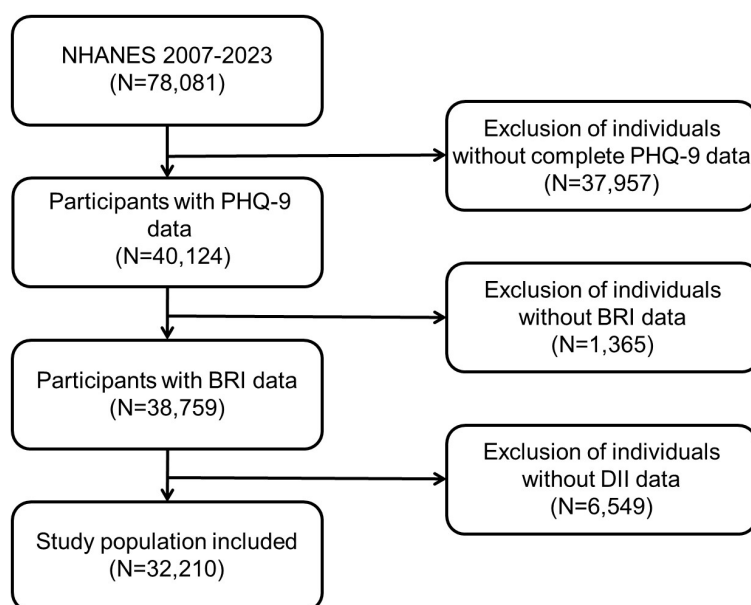 NHANES 2007-2023
(N=78,081)
Exclusion of individuals
without complete PHQ-9 data
(N=37,957)
Participants with PHQ-9
data
(N=40,124)
Exclusion of individuals
without BRI data
(N=1,365)
Participants with BRI data
(N=38,759)
Exclusion of individuals
without DII data
(N=6,549)
Study population included
(N=32,210)